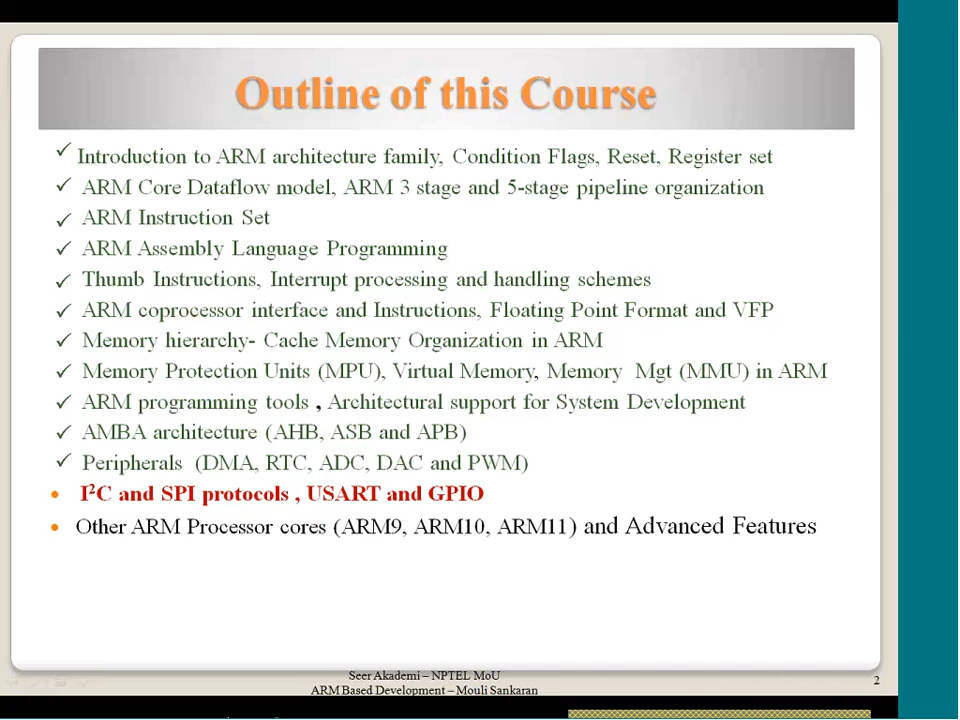 Outline of this Course
✓ Introduction to ARM architecture family, Condition Flags, Reset, Register set
✓ ARM Core Dataflow model, ARM 3 stage and 5-stage pipeline organization
✓ ARM Instruction Set
✓ ARM Assembly Language Programming
✓ Thumb Instructions, Interrupt processing and handling schemes
✓ ARM coprocessor interface and Instructions, Floating Point Format and VFP
✓ Memory hierarchy- Cache Memory Organization in ARM
✓ Memory Protection Units (MPU), Virtual Memory, Memory Mgt (MMU) in ARM
✓ ARM programming tools , Architectural support for System Development
✓ AMBA architecture (AHB, ASB and APB)
✓ Peripherals (DMA, RTC, ADC, DAC and PWM)
• I²C and SPI protocols , USART and GPIO
• Other ARM Processor cores (ARM9, ARM10, ARM11) and Advanced Features
Seer Akademi – NPTEL MoU
ARM Based Development – Mouli Sankaran
2